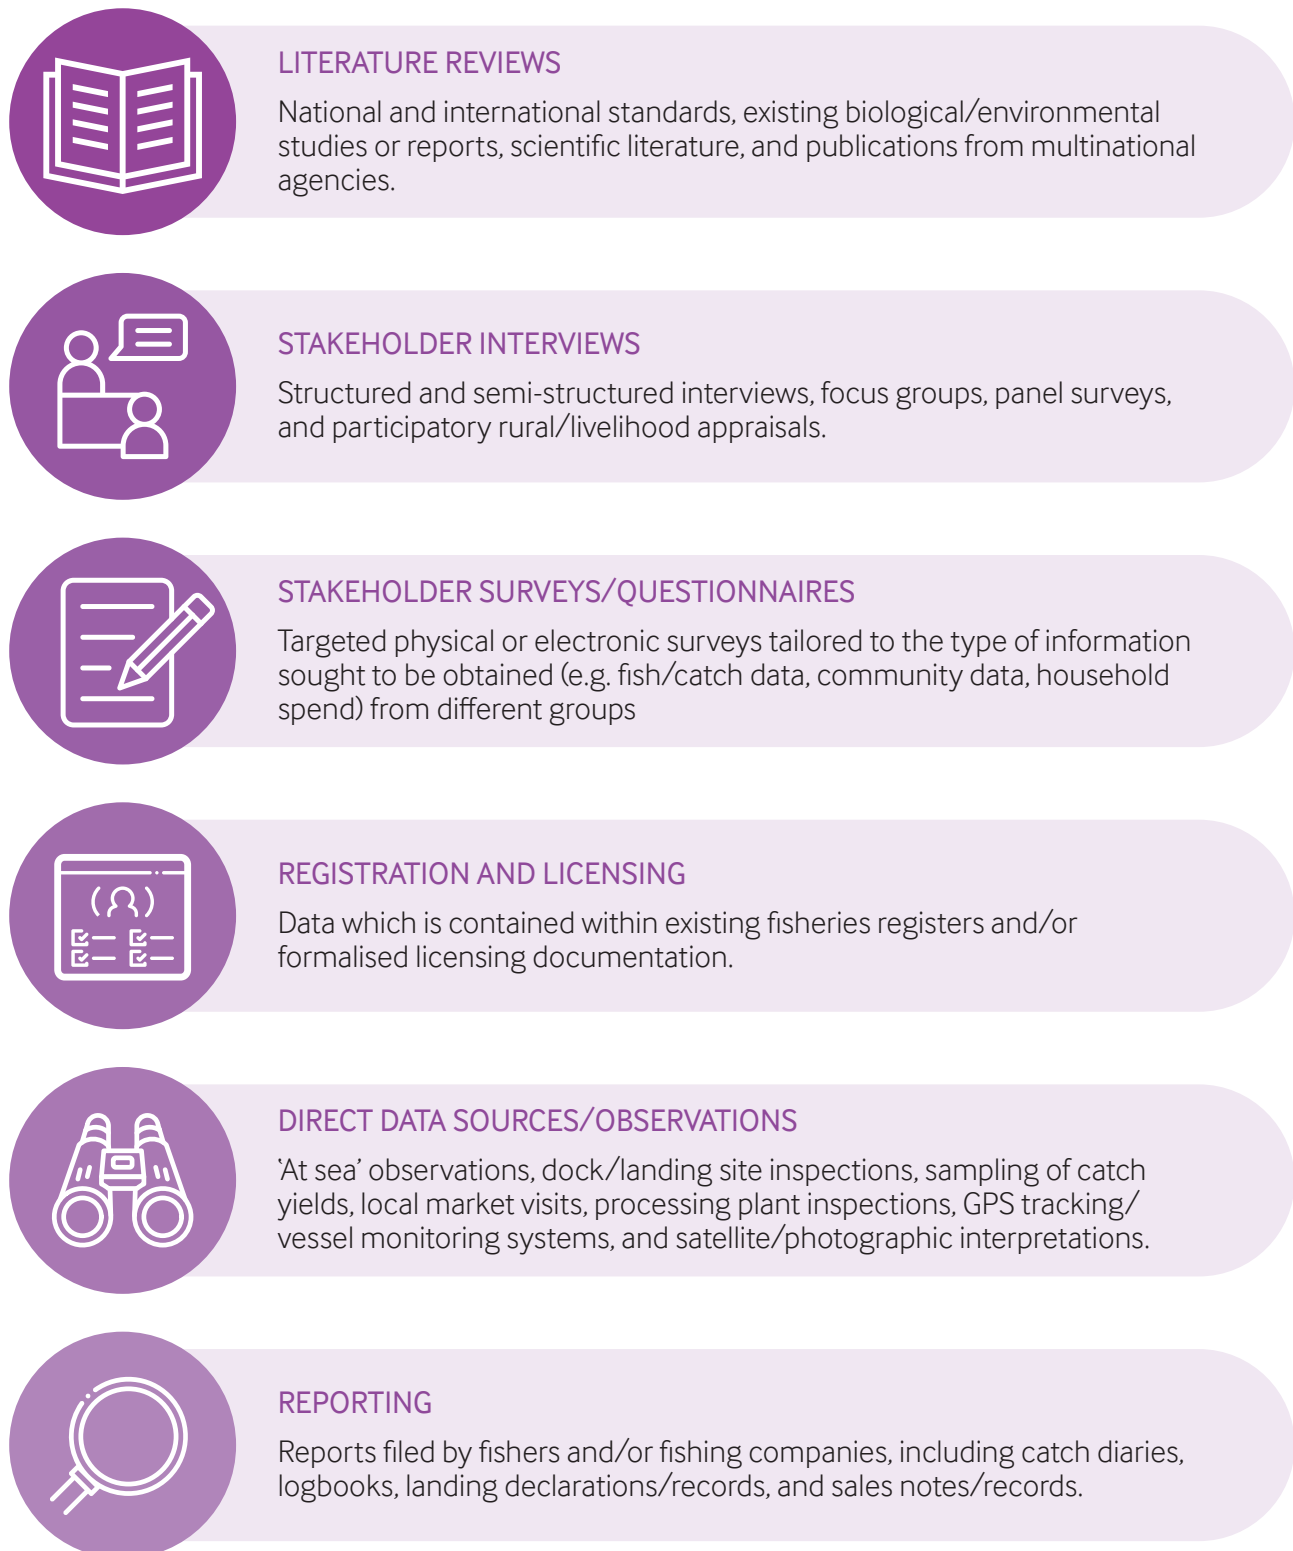 LITERATURE REVIEWS
National and international standards, existing biological/environmental
studies or reports, scientific literature, and publications from multinational
agencies.
STAKEHOLDER INTERVIEWS
Structured and semi-structured interviews, focus groups, panel surveys,
and participatory rural/livelihood appraisals.
STAKEHOLDER SURVEYS/QUESTIONNAIRES
Targeted physical or electronic surveys tailored to the type of information
sought to be obtained (e.g. fish/catch data, community data, household
spend) from different groups
REGISTRATION AND LICENSING
Data which is contained within existing fisheries registers and/or
formalised licensing documentation.
DIRECT DATA SOURCES/OBSERVATIONS
‘At sea’ observations, dock/landing site inspections, sampling of catch
yields, local market visits, processing plant inspections, GPS tracking/
vessel monitoring systems, and satellite/photographic interpretations.
REPORTING
Reports filed by fishers and/or fishing companies, including catch diaries,
logbooks, landing declarations/records, and sales notes/records.